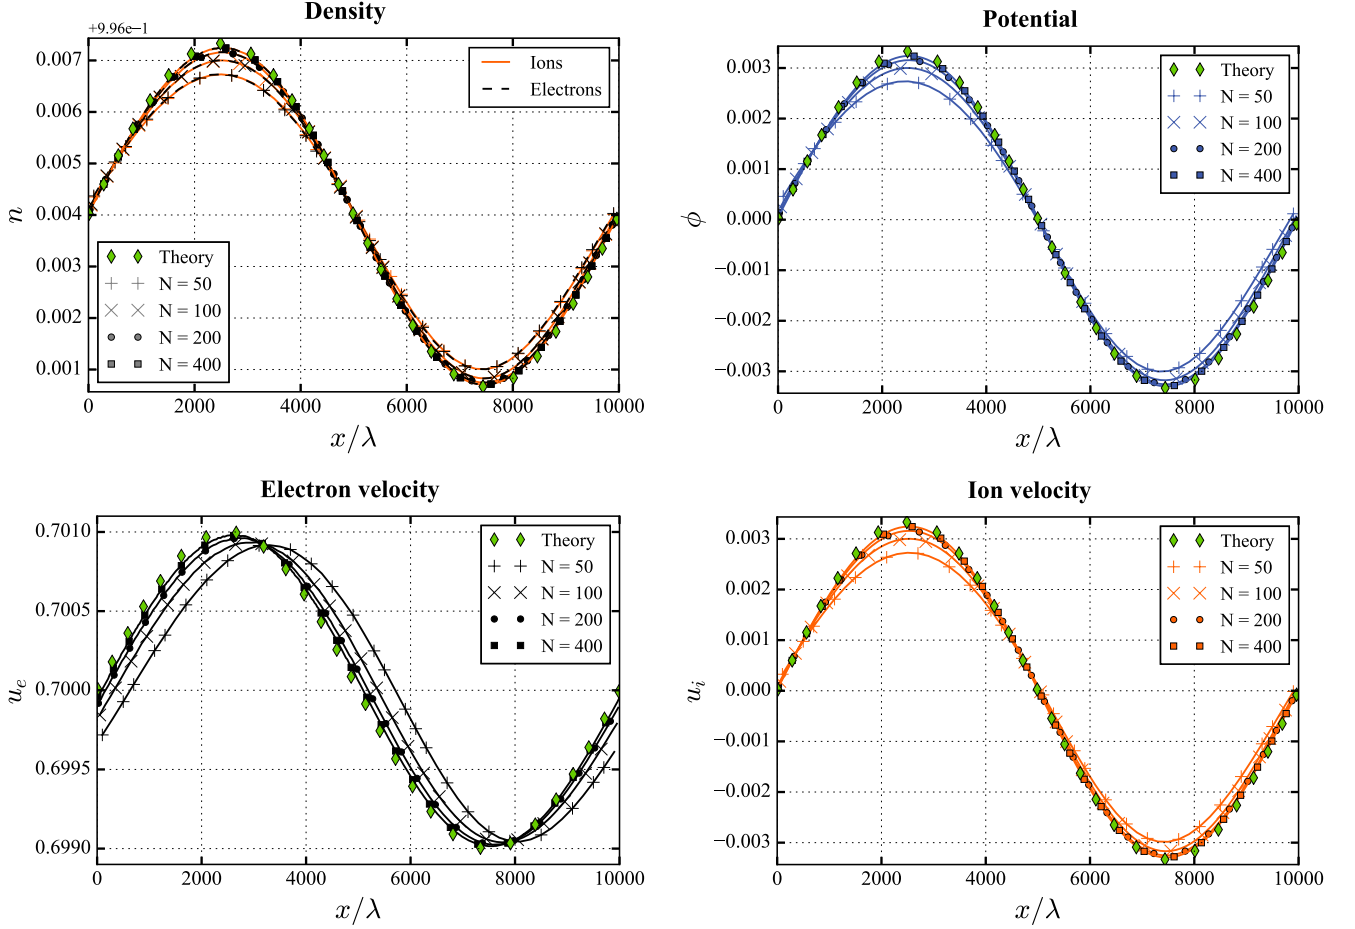 Density
+9.96e−1
0.007
0.006
0.005
0.004
0.003
0.002
0.001
n
Ions
Electrons
Theory
N = 50
N = 100
N = 200
N = 400
0 2000 4000 6000 8000 10000
x/λ
Potential
0.003
0.002
0.001
0.000
−0.001
−0.002
−0.003
ϕ
Theory
N = 50
N = 100
N = 200
N = 400
0 2000 4000 6000 8000 10000
x/λ
Electron velocity
0.7010
0.7005
0.7000
0.6995
0.6990
u_e
Theory
N = 50
N = 100
N = 200
N = 400
0 2000 4000 6000 8000 10000
x/λ
Ion velocity
0.003
0.002
0.001
0.000
−0.001
−0.002
−0.003
u_i
Theory
N = 50
N = 100
N = 200
N = 400
0 2000 4000 6000 8000 10000
x/λ